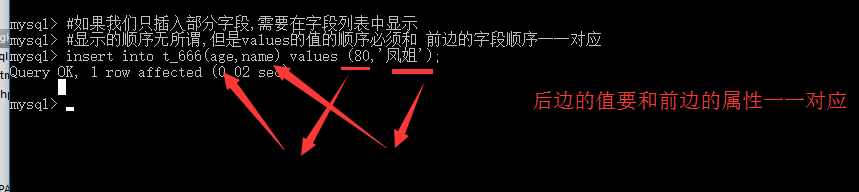 mysql> #如果我们只插入部分字段,需要在字段列表中显示
mysql> #显示的顺序无所谓,但是values的值的顺序必须和 前边的字段顺序一一对应
mysql> insert into t_666(age,name) values (80,'凤姐');
Query OK, 1 row affected (0.02 sec)
mysql>
后边的值要和前边的属性一一对应